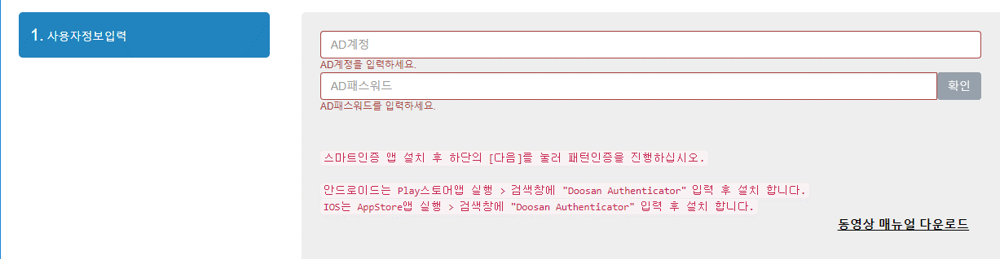 1. 사용자정보입력
AD계정
AD계정을 입력하세요.
AD패스워드
확인
AD패스워드를 입력하세요.
스마트인증 앱 설치 후 하단의 [다음]를 눌러 패턴인증을 진행하십시오.
안드로이드는 Play스토어앱 실행 > 검색창에 "Doosan Authenticator" 입력 후 설치 합니다.
IOS는 AppStore앱 실행 > 검색창에 "Doosan Authenticator" 입력 후 설치 합니다.
동영상 매뉴얼 다운로드